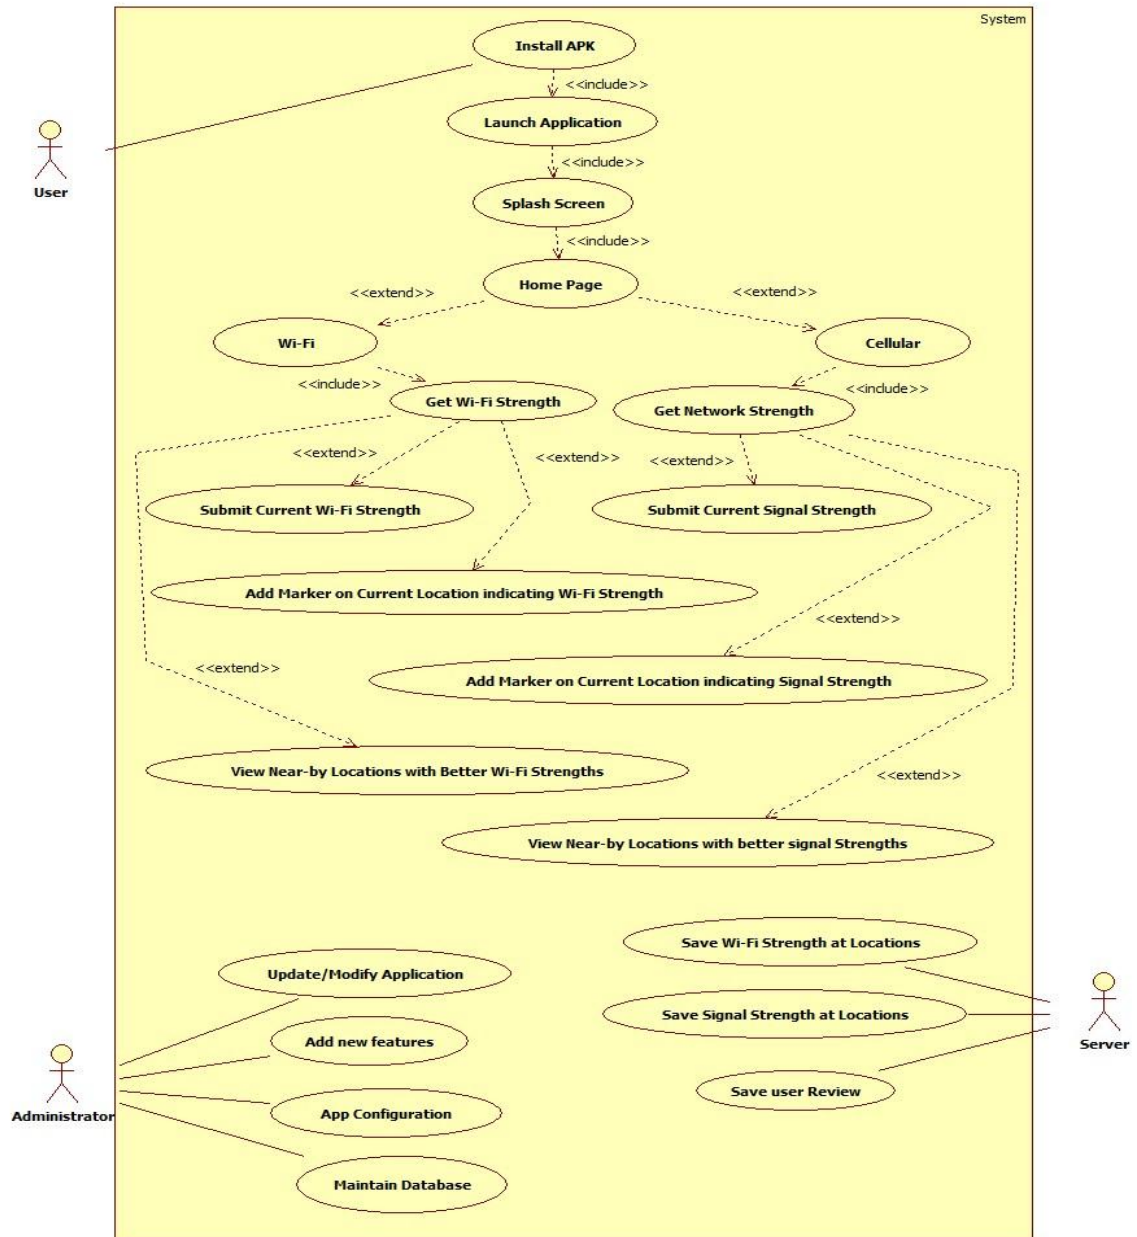 System
Install APK
<<include>>
Launch Application
User
<<include>>
Splash Screen
<<include>>
Home Page
<<extend>>
<<extend>>
Wi-Fi
Cellular
<<include>>
<<include>>
Get Wi-Fi Strength
Get Network Strength
<<extend>>
<<extend>>
<<extend>>
Submit Current Wi-Fi Strength
Submit Current Signal Strength
Add Marker on Current Location indicating Wi-Fi Strength
<<extend>>
<<extend>>
Add Marker on Current Location indicating Signal Strength
View Near-by Locations with Better Wi-Fi Strengths
<<extend>>
View Near-by Locations with better signal Strengths
Save Wi-Fi Strength at Locations
Update/Modify Application
Save Signal Strength at Locations
Add new features
Server
Save user Review
Administrator
App Configuration
Maintain Database